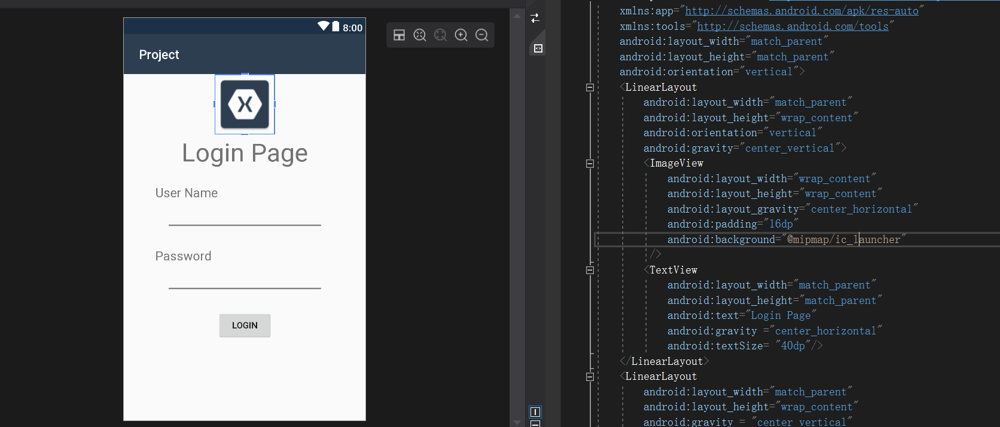 8:00
Project
Login Page
User Name
Password
LOGIN
xmlns:app="http://schemas.android.com/apk/res-auto"
xmlns:tools="http://schemas.android.com/tools"
android:layout_width="match_parent"
android:layout_height="match_parent"
android:orientation="vertical">
<LinearLayout
android:layout_width="match_parent"
android:layout_height="wrap_content"
android:orientation="vertical"
android:gravity="center_vertical">
<ImageView
android:layout_width="wrap_content"
android:layout_height="wrap_content"
android:layout_gravity="center_horizontal"
android:padding="16dp"
android:background="@mipmap/ic_launcher"
/>
<TextView
android:layout_width="match_parent"
android:layout_height="match_parent"
android:text="Login Page"
android:gravity ="center_horizontal"
android:textSize= "40dp"/>
</LinearLayout>
<LinearLayout
android:layout_width="match_parent"
android:layout_height="wrap_content"
android:gravity = "center_vertical"